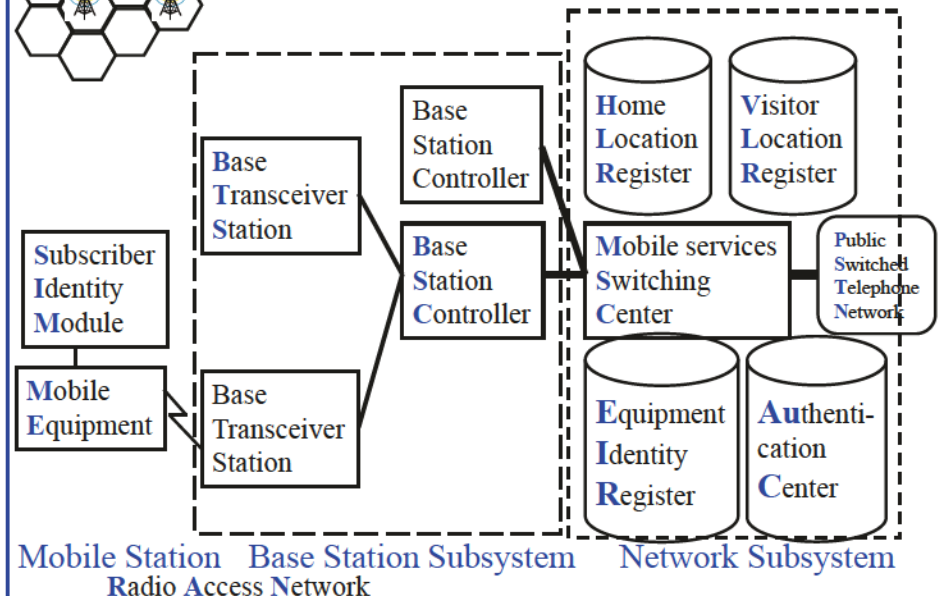 Subscriber
Identity
Module
Mobile
Equipment
Base
Transceiver
Station
Base
Transceiver
Station
Base
Station
Controller
Base
Station
Controller
Home
Location
Register
Visitor
Location
Register
Mobile services
Switching
Center
Public
Switched
Telephone
Network
Equipment
Identity
Register
Authenti-
cation
Center
Mobile Station
Base Station Subsystem
Network Subsystem
Radio Access Network